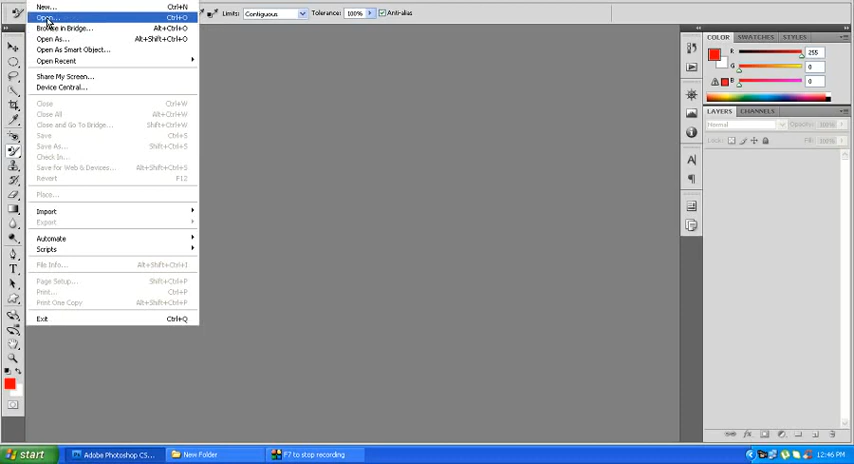 New... Ctrl+N
Open... Ctrl+O
Browse in Bridge... Alt+Ctrl+O
Open As... Alt+Shift+Ctrl+O
Open As Smart Object...
Open Recent
Share My Screen...
Device Central...
Close Ctrl+W
Close All Alt+Ctrl+W
Close and Go To Bridge... Shift+Ctrl+W
Save Ctrl+S
Save As... Shift+Ctrl+S
Check In...
Save for Web & Devices... Alt+Shift+Ctrl+S
Revert F12
Place...
Import
Export
Automate
Scripts
File Info... Alt+Shift+Ctrl+I
Page Setup... Shift+Ctrl+P
Print... Ctrl+P
Print One Copy Alt+Shift+Ctrl+P
Exit Ctrl+Q
Limits: Contiguous Tolerance: 100% Anti-alias
COLOR SWATCHES STYLES
R 255
G 0
B 0
LAYERS CHANNELS
Normal Opacity: 100%
Lock: Fill: 100%
start Adobe Photoshop CS... New Folder F7 to stop recording 12:46 PM